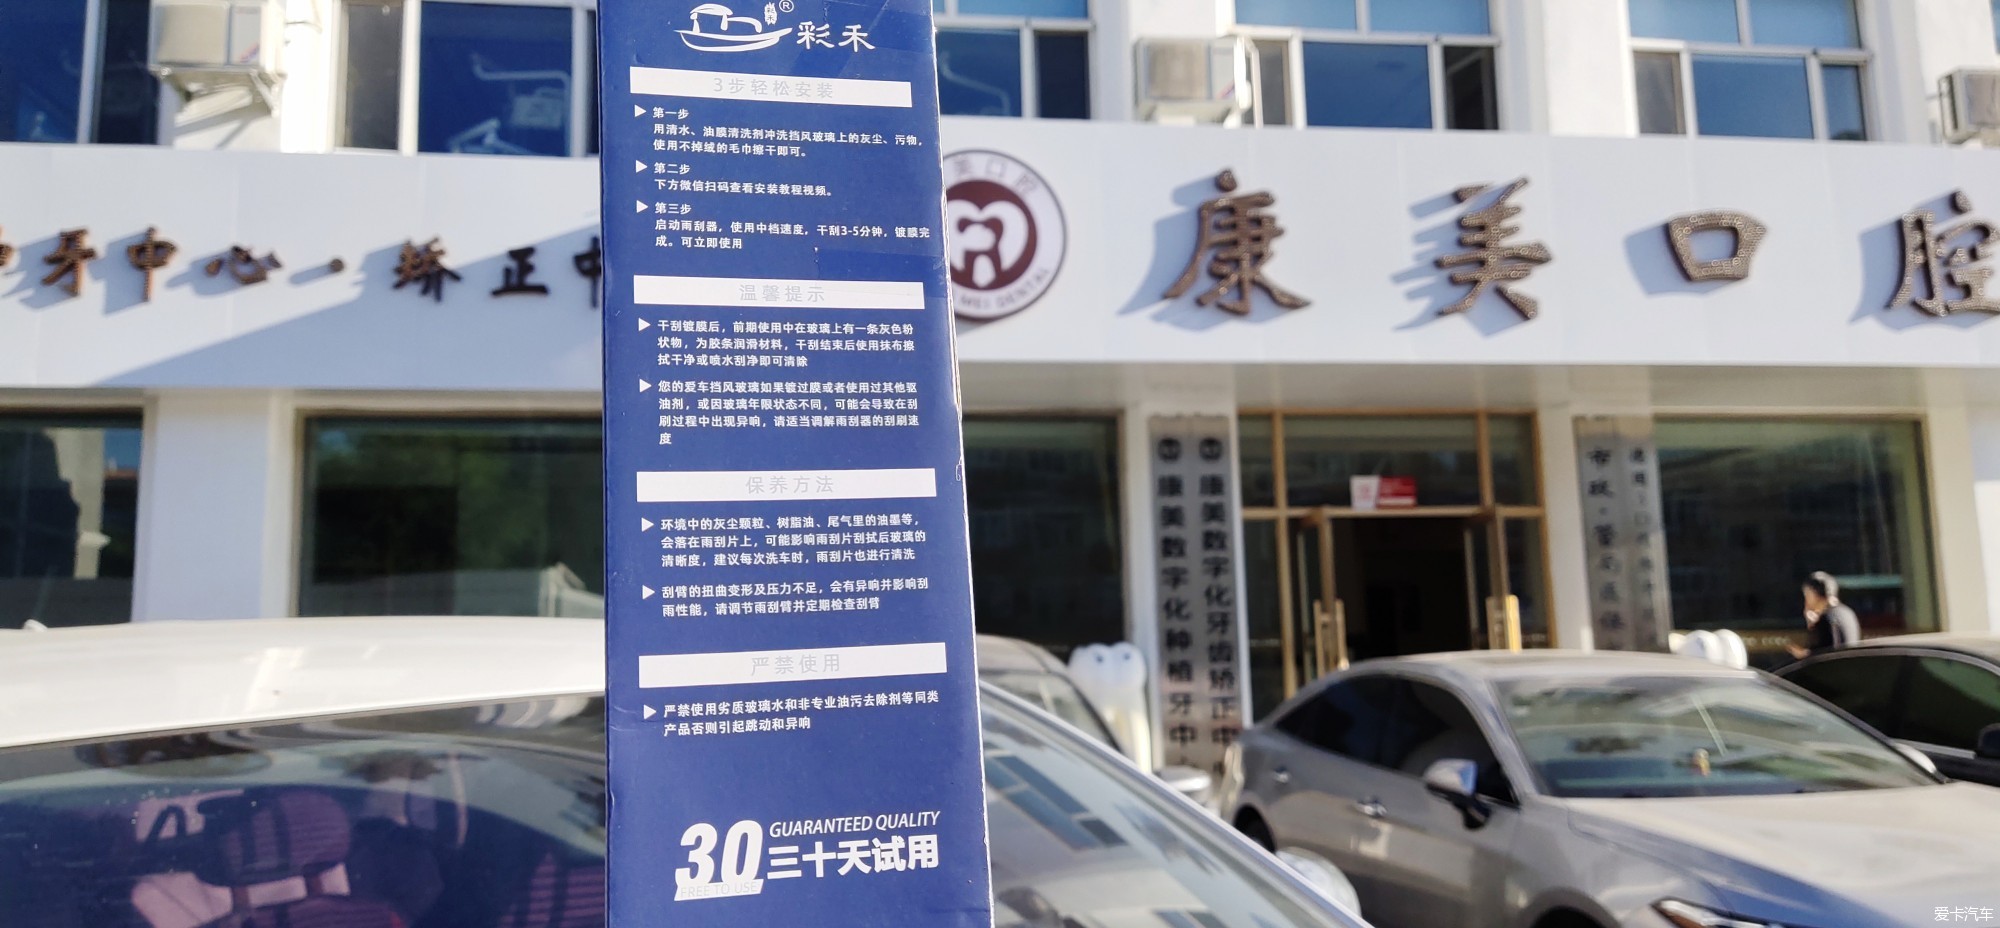 彩禾
®
彩禾
3步轻松安装
第一步
用清水、油膜清洗剂冲洗挡风玻璃上的灰尘、污物，
使用不掉绒的毛巾擦干即可。
第二步
下方微信扫码查看安装教程视频。
第三步
启动雨刮器，使用中档速度，干刮3-5分钟，镀膜完
成。可立即使用
温馨提示
干刮镀膜后，前期使用中在玻璃上有一条灰色粉
状物，为胶条润滑材料，干刮结束后使用抹布擦
拭干净或喷水刮净即可清除
您的爱车挡风玻璃如果镀过膜或者使用过其他驱
油剂，或因玻璃年限状态不同，可能会导致在刮
刷过程中出现异响，请适当调解雨刮器的刮刷速
度
保养方法
环境中的灰尘颗粒、树脂油、尾气里的油墨等，
会落在雨刮片上，可能影响雨刮片刮拭后玻璃的
清晰度，建议每次洗车时，雨刮片也进行清洗
刮臂的扭曲变形及压力不足，会有异响并影响刮
雨性能，请调节雨刮臂并定期检查刮臂
严禁使用
严禁使用劣质玻璃水和非专业油污去除剂等同类
产品否则引起跳动和异响
30
GUARANTEED QUALITY
三十天试用
FREE TO USE
牙中心·矫正中
美口腔
MEI DENTAL
康美口腔
康美数字化种植牙中
康美数字化牙齿矫正中
爱卡汽车